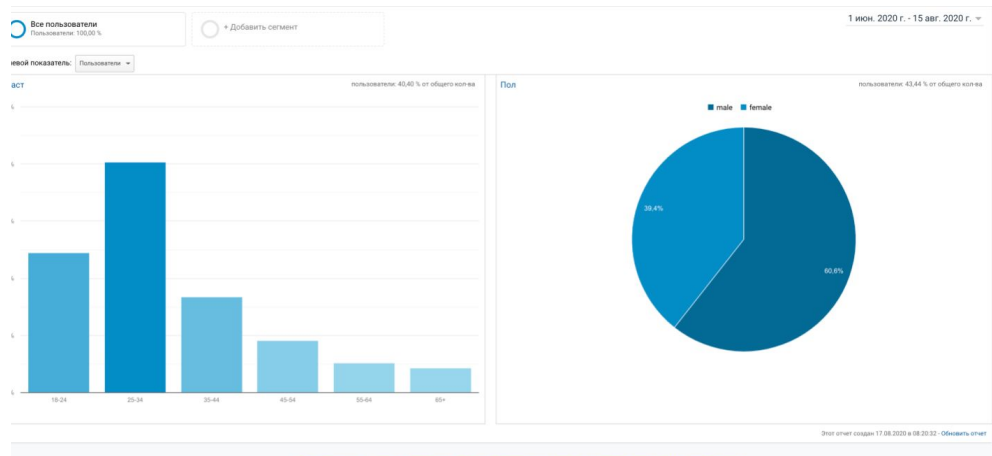 Все пользователи
Пользователи: 100,00 %
+ Добавить сегмент
1 июн. 2020 г. - 15 авг. 2020 г.
евой показатель:
Пользователи
аст
пользователи: 40,40 % от общего кол-ва
18-24
25-34
35-44
45-54
55-64
65+
Пол
пользователи: 43,44 % от общего кол-ва
male
female
39,4%
60,6%
Этот отчет создан 17.08.2020 в 08:20:32 - Обновить отчет